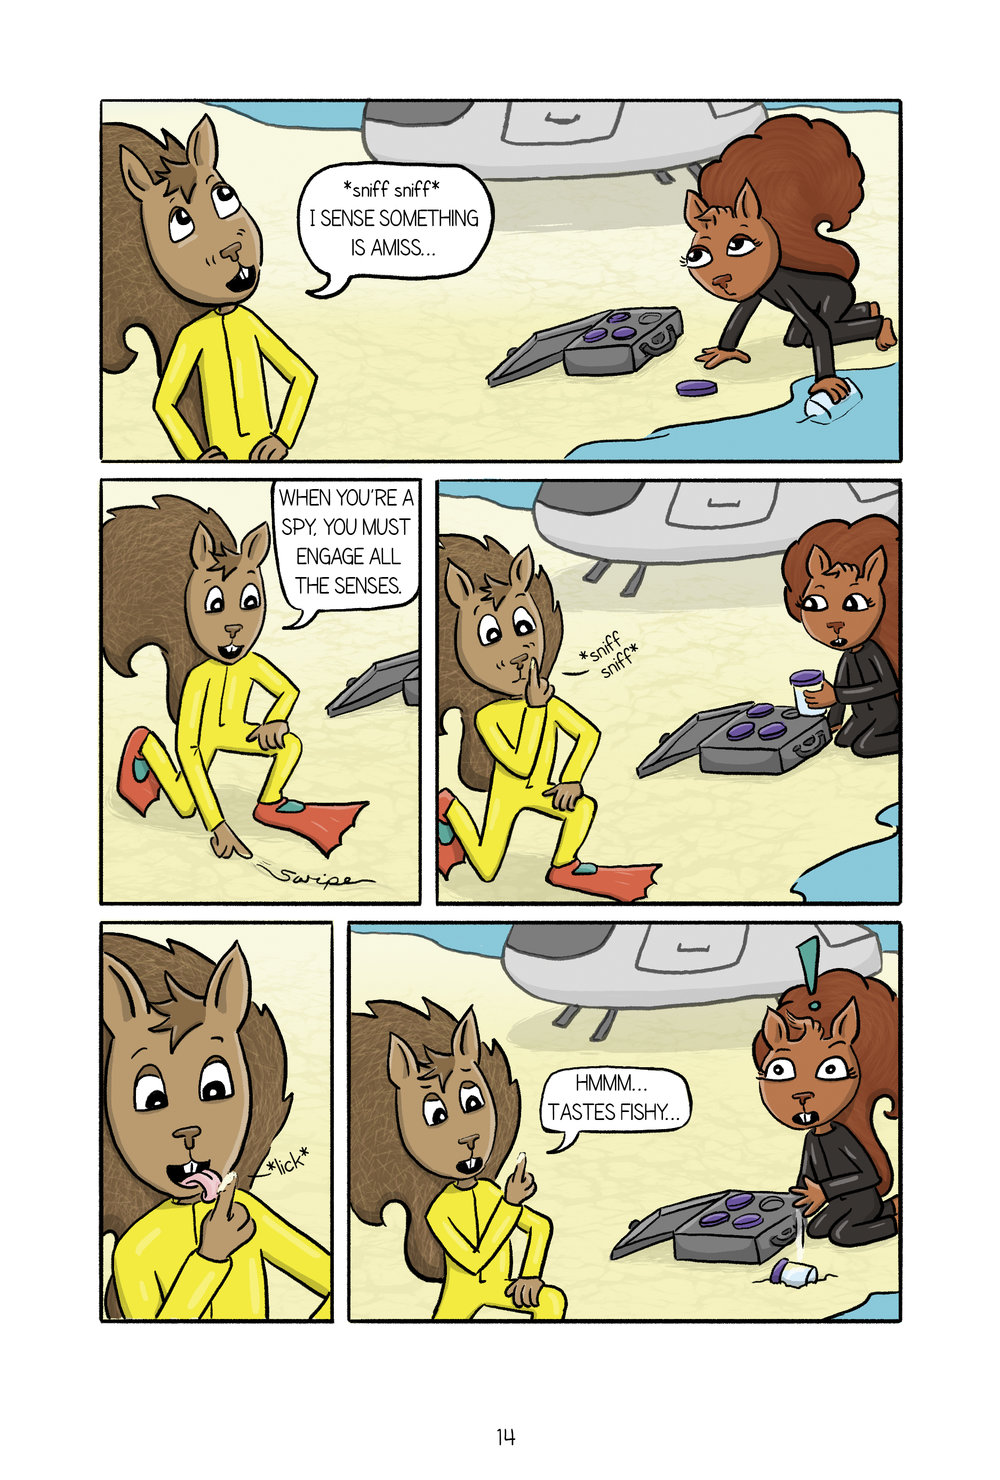 *sniff sniff*
I SENSE SOMETHING
IS AMISS...
WHEN YOU'RE A
SPY, YOU MUST
ENGAGE ALL
THE SENSES.
Swipe
*sniff
sniff*
*lick*
HMMM...
TASTES FISHY...
!
14